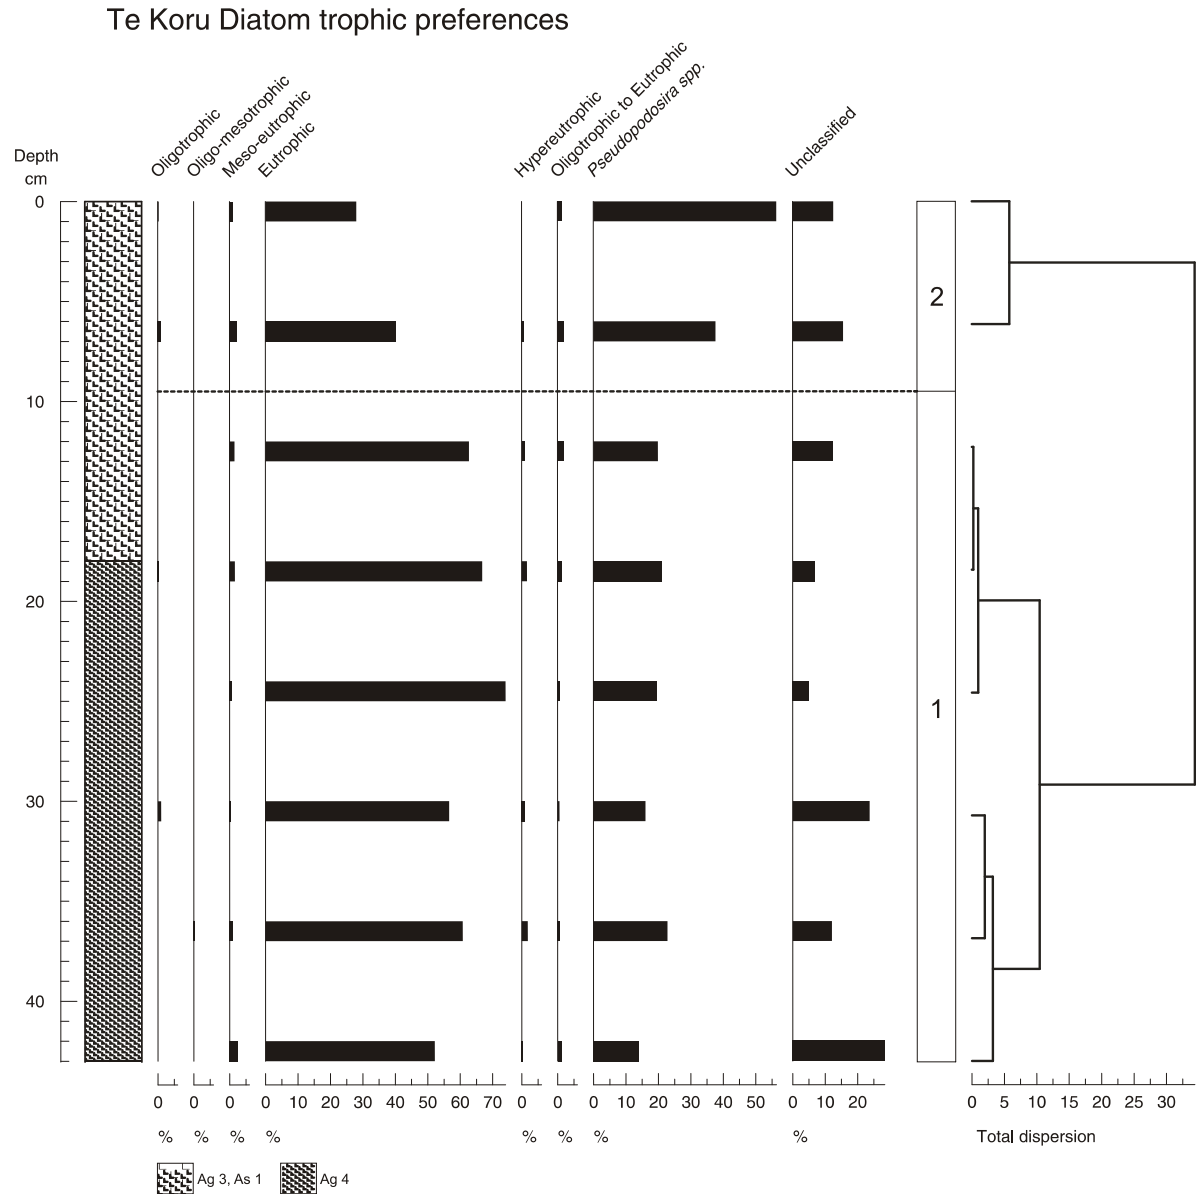 Te Koru Diatom trophic preferences
Oligotrophic
Oligo-mesotrophic
Meso-eutrophic
Eutrophic
Hypereutrophic
Oligotrophic to Eutrophic
Pseudopodosira spp.
Unclassified
Depth
cm
0
10
20
30
40
2
1
0 0 0 0 10 20 30 40 50 60 70 0 0 0 10 20 30 40 50 0 10 20 0 5 10 15 20 25 30
% % % % % % % % Total dispersion
Ag 3, As 1 Ag 4